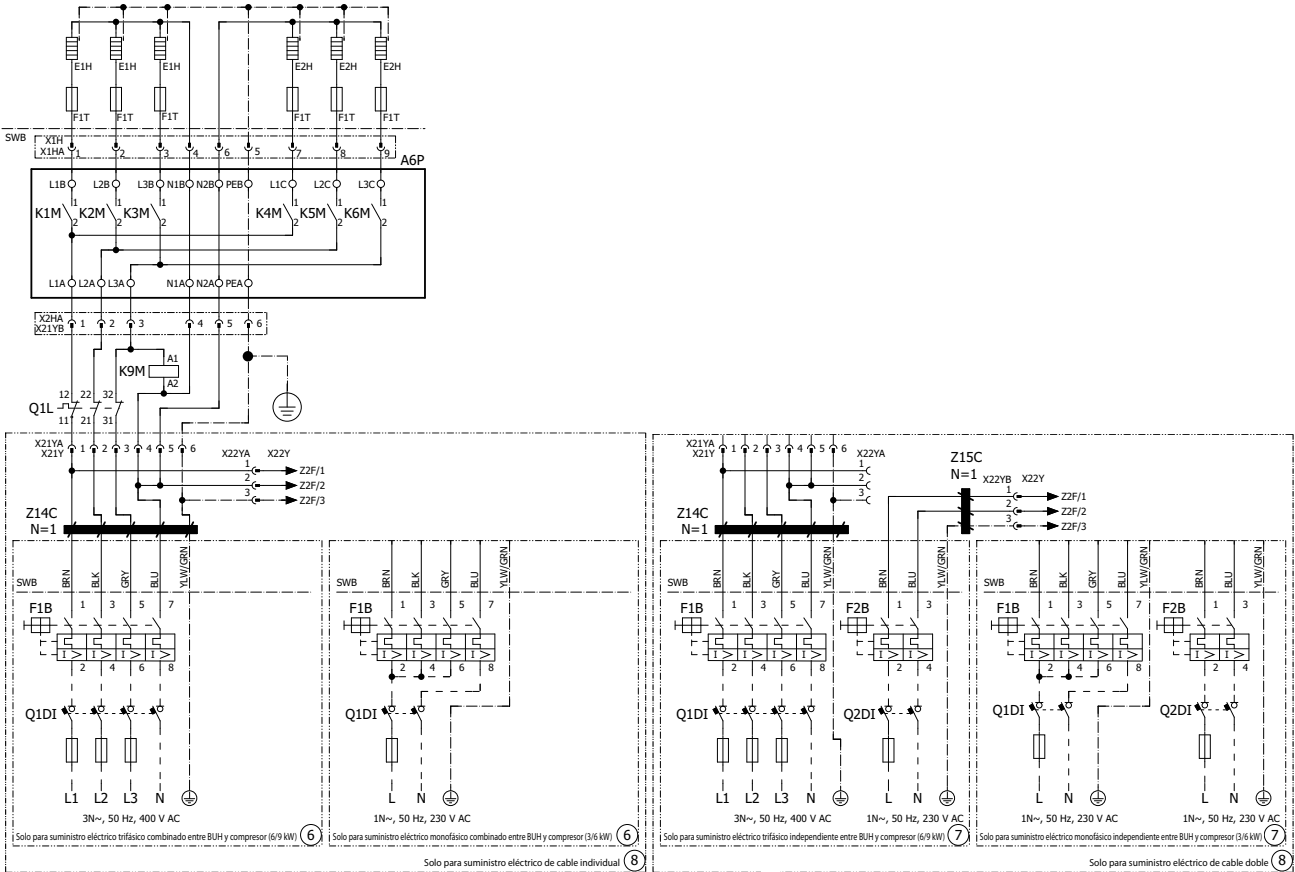 E1H E1H E1H E2H E2H E2H
F1T F1T F1T F1T F1T F1T
SWB
X1H
X1HA 1 2 3 4 6 5 7 8 9
A6P
L1B L2B L3B N1B N2B PEB L1C L2C L3C
1 1 1 1 1 1
K1M K2M K3M K4M K5M K6M
2 2 2 2 2 2
L1A L2A L3A N1A N2A PEA
X2HA
X21YB 1 2 3 4 5 6
A1
K9M
A2
12 22 32
Q1L
11 21 31
X21YA
X21Y 1 2 3 4 5 6
X22YA X22Y
1 Z2F/1
2 Z2F/2
3 Z2F/3
Z14C
N=1
BRN BLK GRY BLU YLW/GRN
SWB
F1B
1 3 5 7
I > I > I > I >
2 4 6 8
Q1DI
L1 L2 L3 N
3N~, 50 Hz, 400 V AC
Solo para suministro eléctrico trifásico combinado entre BUH y compresor (6/9 kW) 6
BRN BLK GRY BLU YLW/GRN
SWB
F1B
1 3 5 7
I > I > I > I >
2 4 6 8
Q1DI
L N
1N~, 50 Hz, 230 V AC
Solo para suministro eléctrico monofásico combinado entre BUH y compresor (3/6 kW) 6
Solo para suministro eléctrico de cable individual 8
X21YA
X21Y 1 2 3 4 5 6
X22YA
1
2
3
Z15C
N=1
X22YB X22Y
1 Z2F/1
2 Z2F/2
3 Z2F/3
Z14C
N=1
BRN BLK GRY BLU YLW/GRN BRN BLU YLW/GRN
SWB
F1B
1 3 5 7
I > I > I > I >
2 4 6 8
F2B
1 3
I > I >
2 4
Q1DI Q2DI
L1 L2 L3 N L N
3N~, 50 Hz, 400 V AC 1N~, 50 Hz, 230 V AC
Solo para suministro eléctrico trifásico independiente entre BUH y compresor (6/9 kW) 7
BRN BLK GRY BLU YLW/GRN BRN BLU YLW/GRN
SWB
F1B
1 3 5 7
I > I > I > I >
2 4 6 8
F2B
1 3
I > I >
2 4
Q1DI Q2DI
L N L N
1N~, 50 Hz, 230 V AC 1N~, 50 Hz, 230 V AC
Solo para suministro eléctrico monofásico independiente entre BUH y compresor (3/6 kW) 7
Solo para suministro eléctrico de cable doble 8